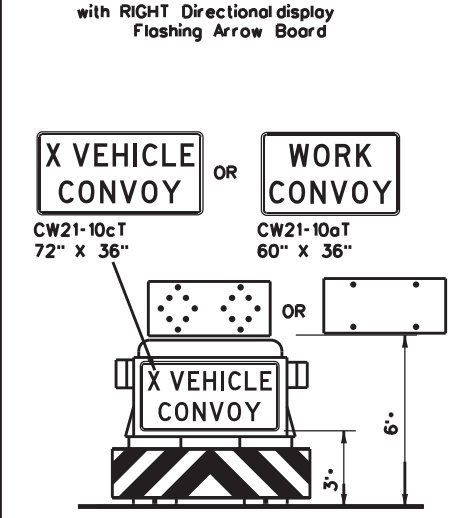 with RIGHT Directional display
Flashing Arrow Board
X VEHICLE
CONVOY
OR
WORK
CONVOY
CW21-10cT
72" X 36"
CW21-10aT
60" X 36"
OR
X VEHICLE
CONVOY
6'±
3'±